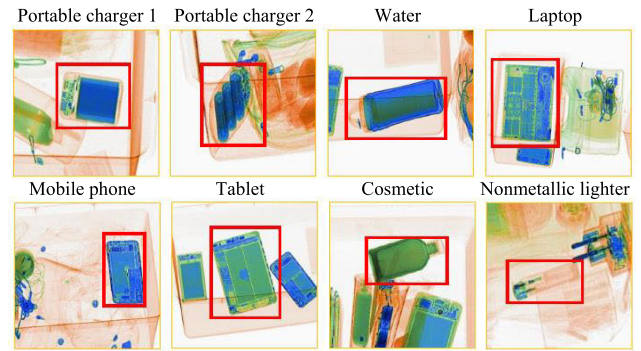 Portable charger 1
Portable charger 2
Water
Laptop
Mobile phone
Tablet
Cosmetic
Nonmetallic lighter